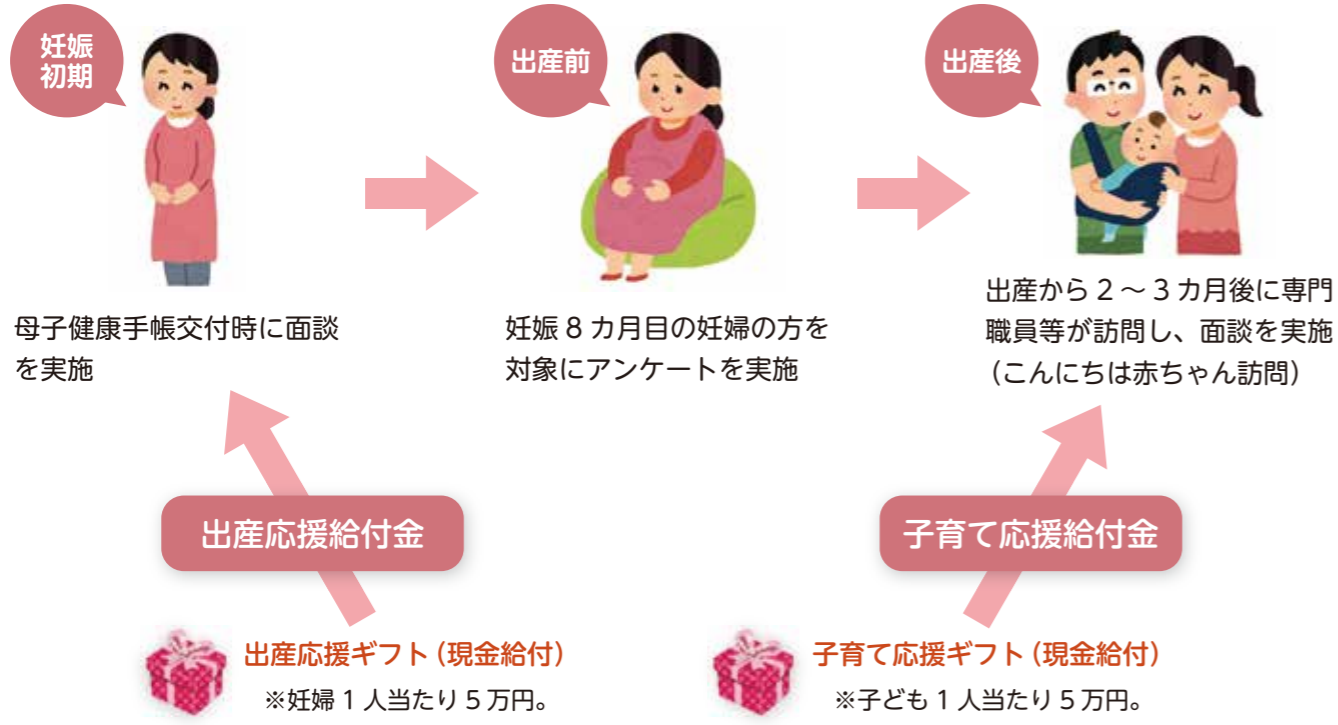 妊娠
初期
出産前
出産後
母子健康手帳交付時に面談
を実施
妊娠 8 カ月目の妊婦の方を
対象にアンケートを実施
出産から 2 〜 3 カ月後に専門
職員等が訪問し、面談を実施
（こんにちは赤ちゃん訪問）
出産応援給付金
子育て応援給付金
出産応援ギフト（現金給付）
※妊婦 1 人当たり 5 万円。
子育て応援ギフト（現金給付）
※子ども 1 人当たり 5 万円。